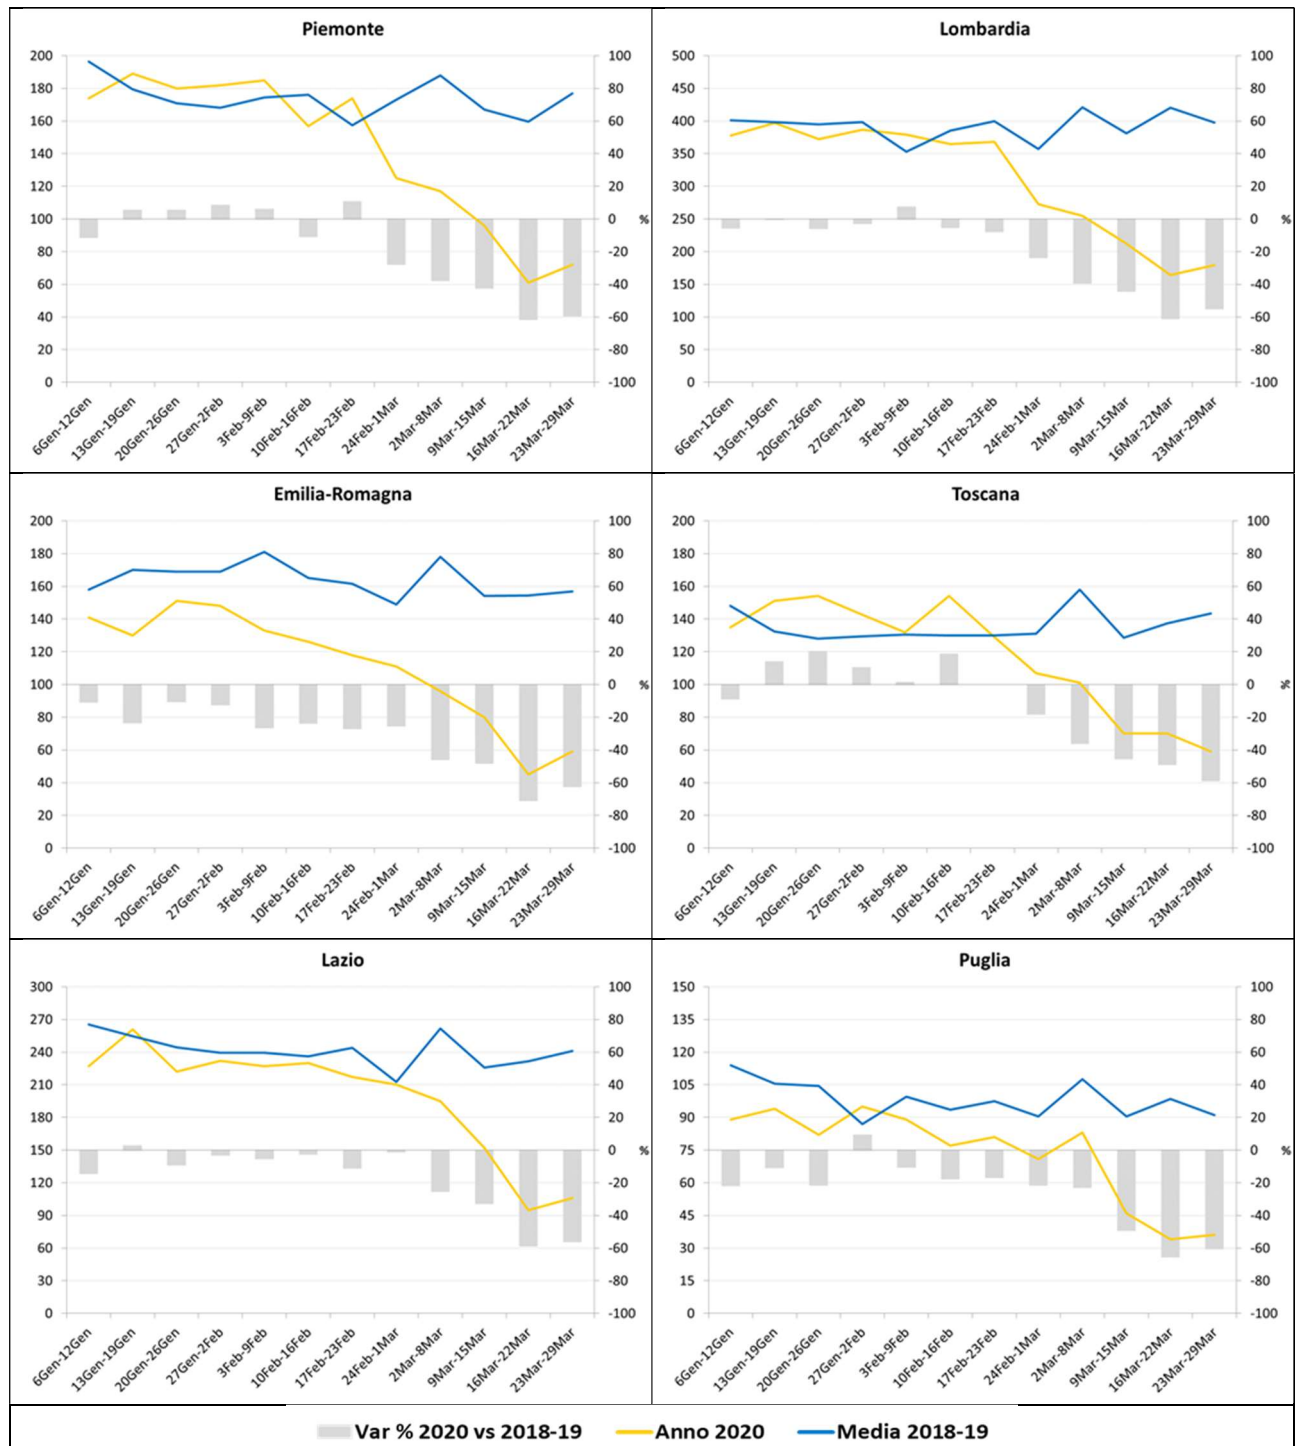 Piemonte
200 180 160 140 120 100 80 60 40 20 0
100 80 60 40 20 0 -20 -40 -60 -80 -100
%
6Gen-12Gen 13Gen-19Gen 20Gen-26Gen 27Gen-2Feb 3Feb-9Feb 10Feb-16Feb 17Feb-23Feb 24Feb-1Mar 2Mar-8Mar 9Mar-15Mar 16Mar-22Mar 23Mar-29Mar
Lombardia
500 450 400 350 300 250 200 150 100 50 0
100 80 60 40 20 0 -20 -40 -60 -80 -100
%
6Gen-12Gen 13Gen-19Gen 20Gen-26Gen 27Gen-2Feb 3Feb-9Feb 10Feb-16Feb 17Feb-23Feb 24Feb-1Mar 2Mar-8Mar 9Mar-15Mar 16Mar-22Mar 23Mar-29Mar
Emilia-Romagna
200 180 160 140 120 100 80 60 40 20 0
100 80 60 40 20 0 -20 -40 -60 -80 -100
%
6Gen-12Gen 13Gen-19Gen 20Gen-26Gen 27Gen-2Feb 3Feb-9Feb 10Feb-16Feb 17Feb-23Feb 24Feb-1Mar 2Mar-8Mar 9Mar-15Mar 16Mar-22Mar 23Mar-29Mar
Toscana
200 180 160 140 120 100 80 60 40 20 0
100 80 60 40 20 0 -20 -40 -60 -80 -100
%
6Gen-12Gen 13Gen-19Gen 20Gen-26Gen 27Gen-2Feb 3Feb-9Feb 10Feb-16Feb 17Feb-23Feb 24Feb-1Mar 2Mar-8Mar 9Mar-15Mar 16Mar-22Mar 23Mar-29Mar
Lazio
300 270 240 210 180 150 120 90 60 30 0
100 80 60 40 20 0 -20 -40 -60 -80 -100
%
6Gen-12Gen 13Gen-19Gen 20Gen-26Gen 27Gen-2Feb 3Feb-9Feb 10Feb-16Feb 17Feb-23Feb 24Feb-1Mar 2Mar-8Mar 9Mar-15Mar 16Mar-22Mar 23Mar-29Mar
Puglia
150 135 120 105 90 75 60 45 30 15 0
100 80 60 40 20 0 -20 -40 -60 -80 -100
%
6Gen-12Gen 13Gen-19Gen 20Gen-26Gen 27Gen-2Feb 3Feb-9Feb 10Feb-16Feb 17Feb-23Feb 24Feb-1Mar 2Mar-8Mar 9Mar-15Mar 16Mar-22Mar 23Mar-29Mar
Var % 2020 vs 2018-19 Anno 2020 Media 2018-19